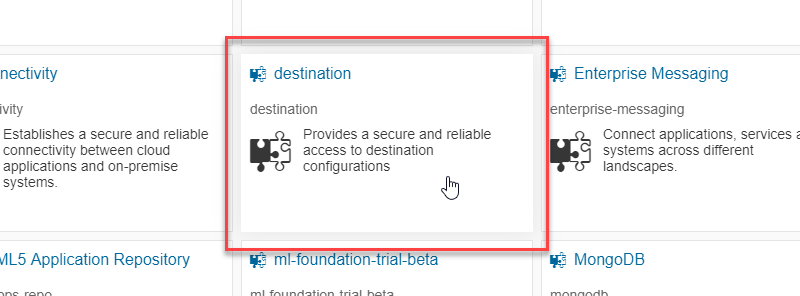 nectivity
destination
Enterprise Messaging
ivity
destination
enterprise-messaging
Establishes a secure and reliable
connectivity between cloud
applications and on-premise
systems.
Provides a secure and reliable
access to destination
configurations
Connect applications, services a
systems across different
landscapes.
ML5 Application Repository
ml-foundation-trial-beta
MongoDB
ops-repo
ml-foundation-trial-beta
mongodb